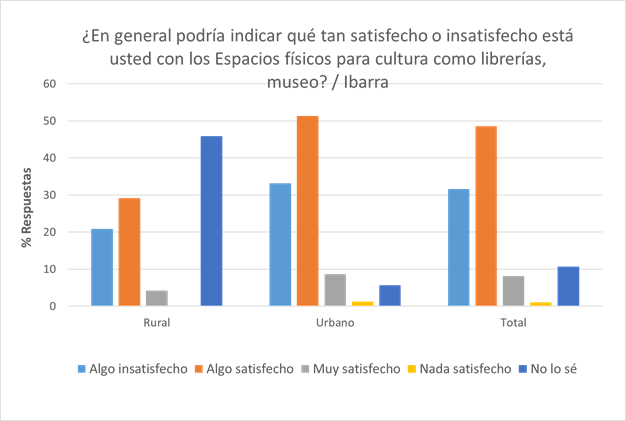 ¿En general podría indicar qué tan satisfecho o insatisfecho está
usted con los Espacios físicos para cultura como librerías,
museo? / Ibarra
60
50
40
30
20
10
0
% Respuestas
Rural Urbano Total
Algo insatisfecho Algo satisfecho Muy satisfecho Nada satisfecho No lo sé